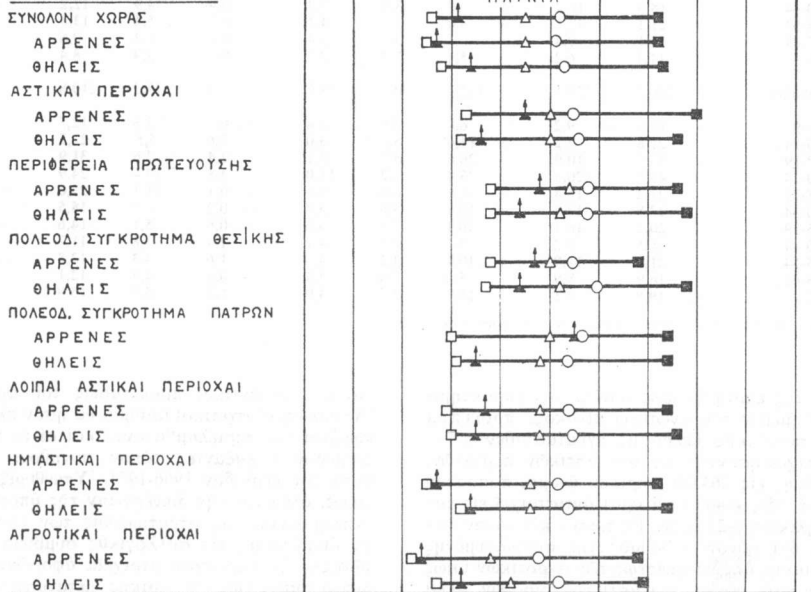 ΣΥΝΟΛΟΝ ΧΩΡΑΣ
ΑΡΡΕΝΕΣ
ΘΗΛΕΙΣ
ΑΣΤΙΚΑΙ ΠΕΡΙΟΧΑΙ
ΑΡΡΕΝΕΣ
ΘΗΛΕΙΣ
ΠΕΡΙΦΕΡΕΙΑ ΠΡΩΤΕΥΟΥΣΗΣ
ΑΡΡΕΝΕΣ
ΘΗΛΕΙΣ
ΠΟΛΕΟΔ. ΣΥΓΚΡΟΤΗΜΑ ΘΕΣ|ΚΗΣ
ΑΡΡΕΝΕΣ
ΘΗΛΕΙΣ
ΠΟΛΕΟΔ. ΣΥΓΚΡΟΤΗΜΑ ΠΑΤΡΩΝ
ΑΡΡΕΝΕΣ
ΘΗΛΕΙΣ
ΛΟΙΠΑΙ ΑΣΤΙΚΑΙ ΠΕΡΙΟΧΑΙ
ΑΡΡΕΝΕΣ
ΘΗΛΕΙΣ
ΗΜΙΑΣΤΙΚΑΙ ΠΕΡΙΟΧΑΙ
ΑΡΡΕΝΕΣ
ΘΗΛΕΙΣ
ΑΓΡΟΤΙΚΑΙ ΠΕΡΙΟΧΑΙ
ΑΡΡΕΝΕΣ
ΘΗΛΕΙΣ